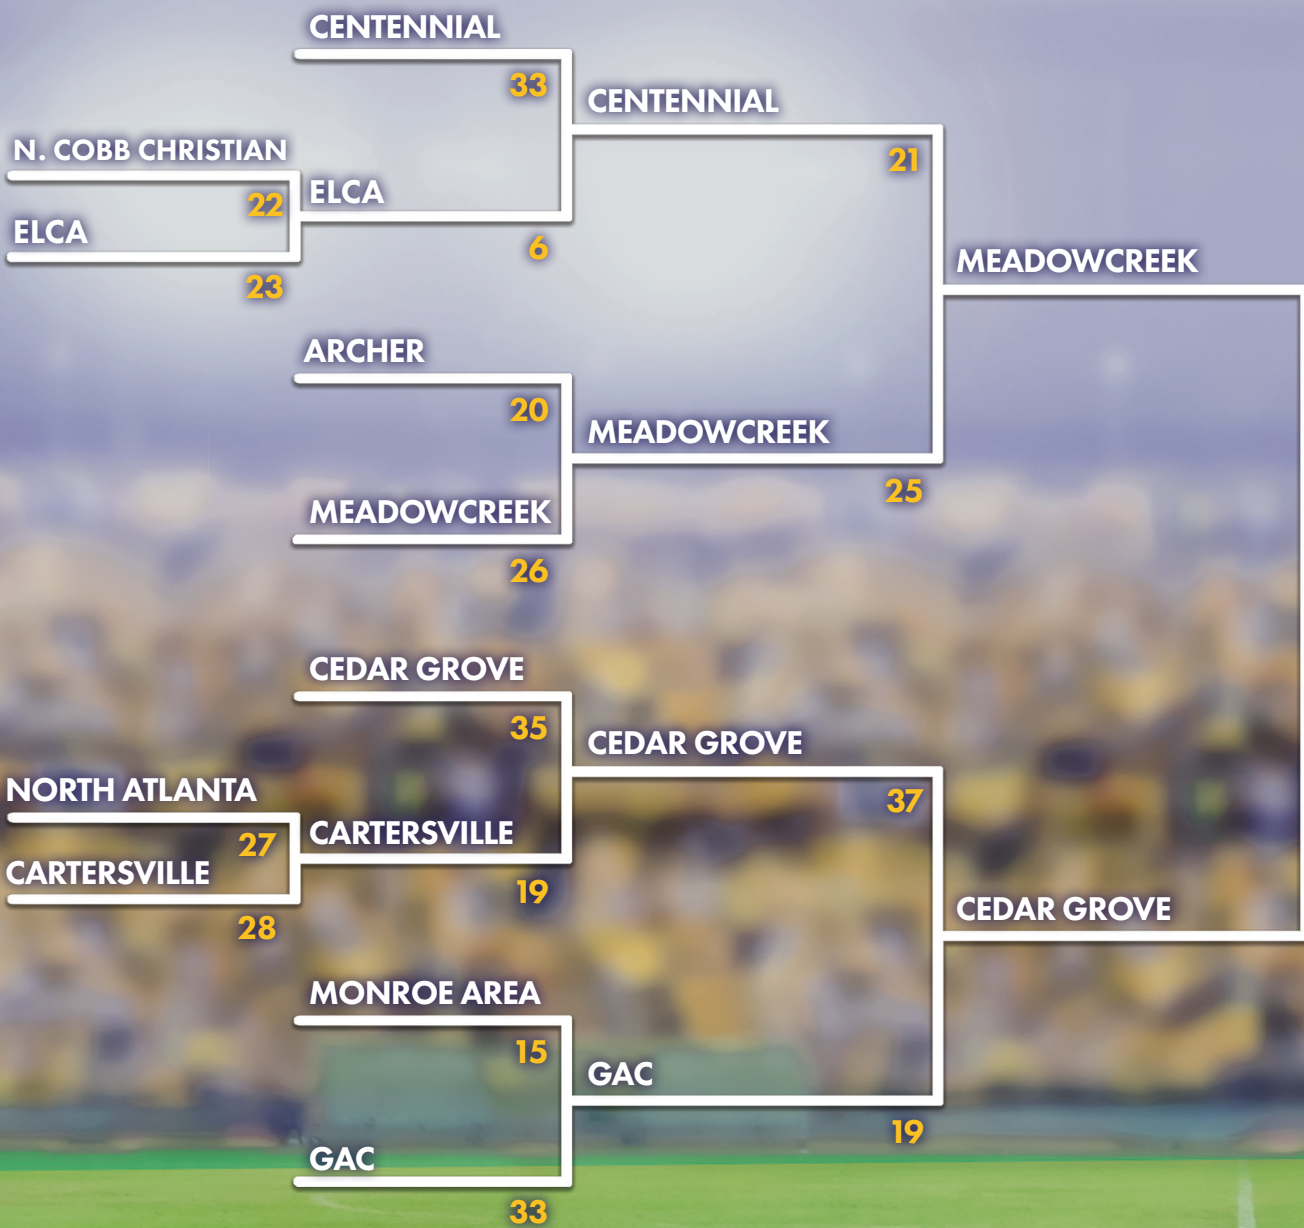 CENTENNIAL
33
CENTENNIAL
21
N. COBB CHRISTIAN
22
ELCA
6
ELCA
23
MEADOWCREEK
ARCHER
20
MEADOWCREEK
25
MEADOWCREEK
26
CEDAR GROVE
35
CEDAR GROVE
37
NORTH ATLANTA
27
CARTERSVILLE
19
CARTERSVILLE
28
CEDAR GROVE
MONROE AREA
15
GAC
19
GAC
33